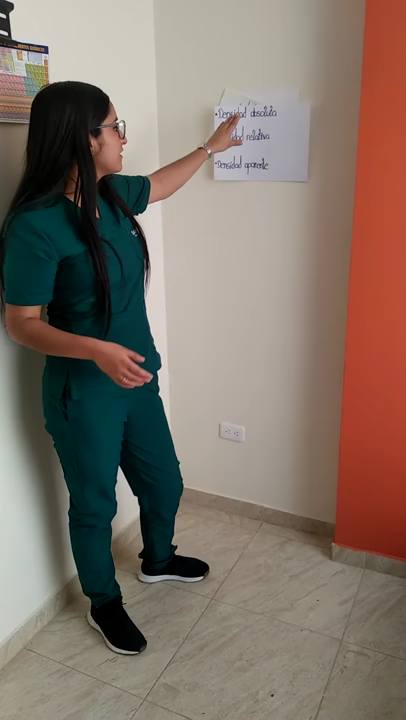 • Densidad absoluta
dad relativa
• Densidad aparente